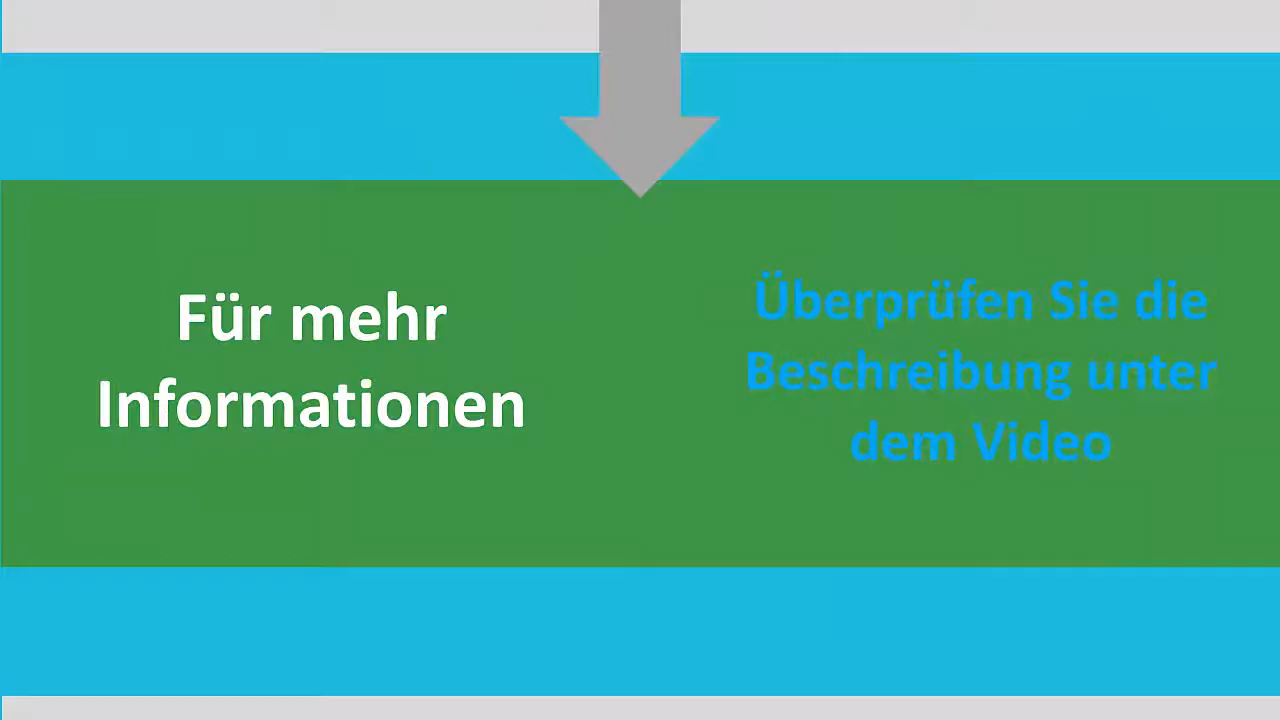 Für mehr
Informationen
Überprüfen Sie die
Beschreibung unter
dem Video